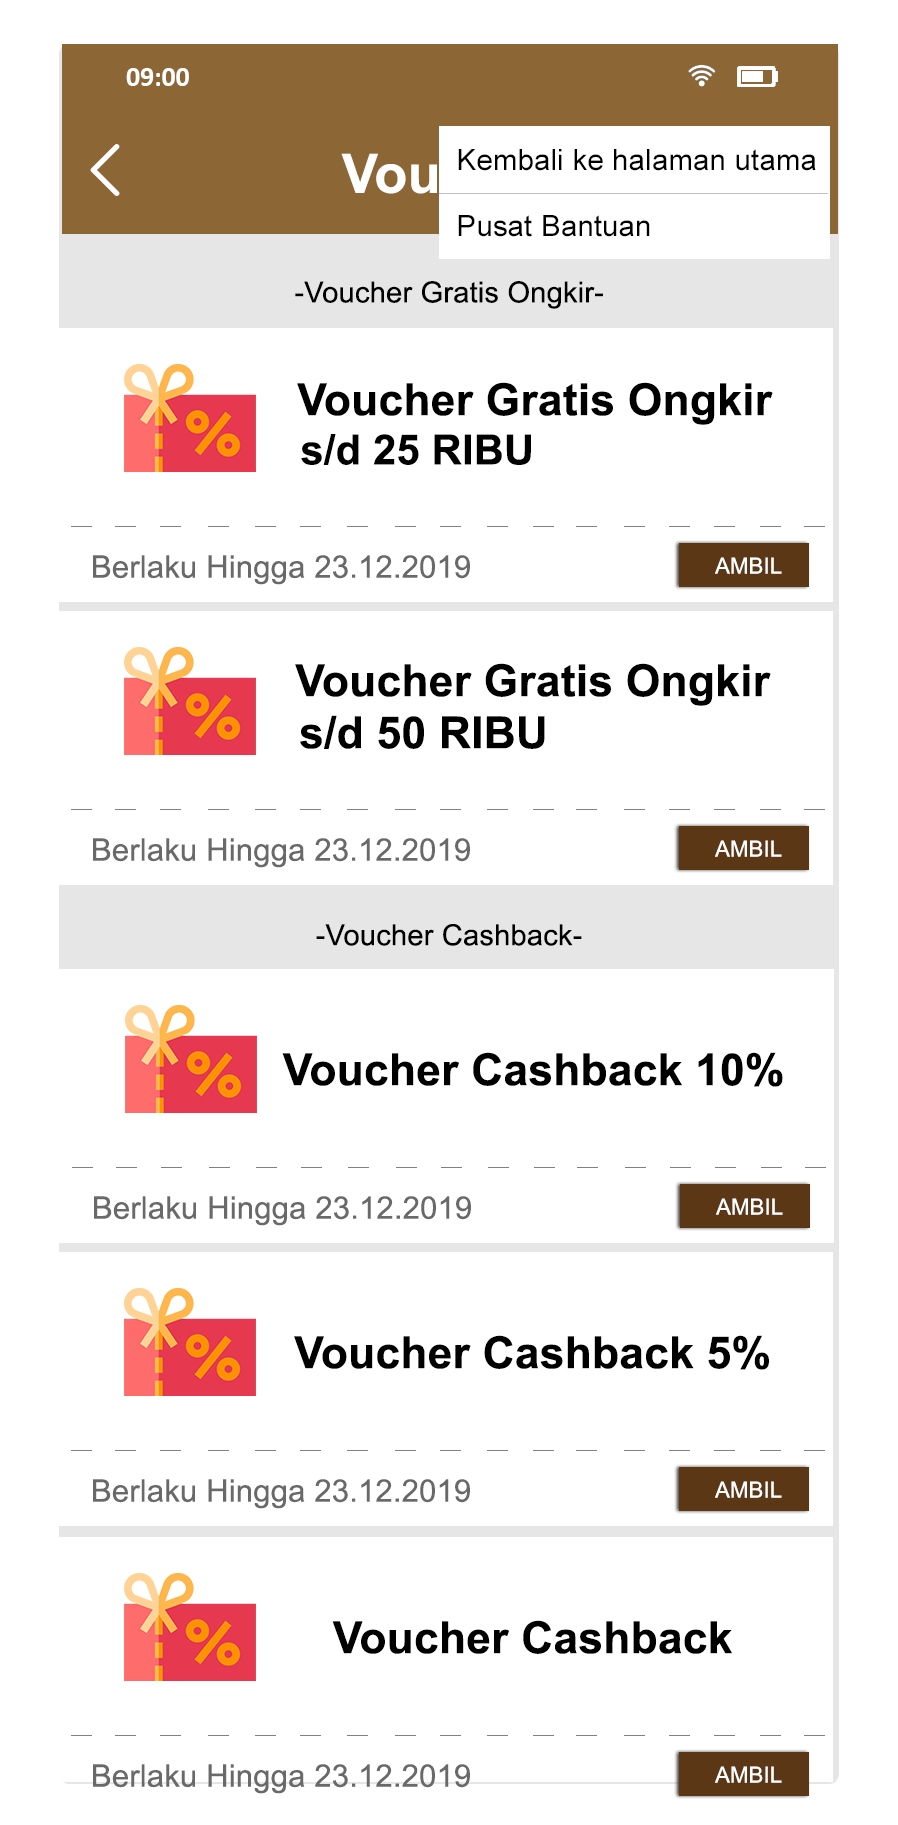 09:00
Vou
Kembali ke halaman utama
Pusat Bantuan
-Voucher Gratis Ongkir-
Voucher Gratis Ongkir
s/d 25 RIBU
Berlaku Hingga 23.12.2019
AMBIL
Voucher Gratis Ongkir
s/d 50 RIBU
Berlaku Hingga 23.12.2019
AMBIL
-Voucher Cashback-
Voucher Cashback 10%
Berlaku Hingga 23.12.2019
AMBIL
Voucher Cashback 5%
Berlaku Hingga 23.12.2019
AMBIL
Voucher Cashback
Berlaku Hingga 23.12.2019
AMBIL